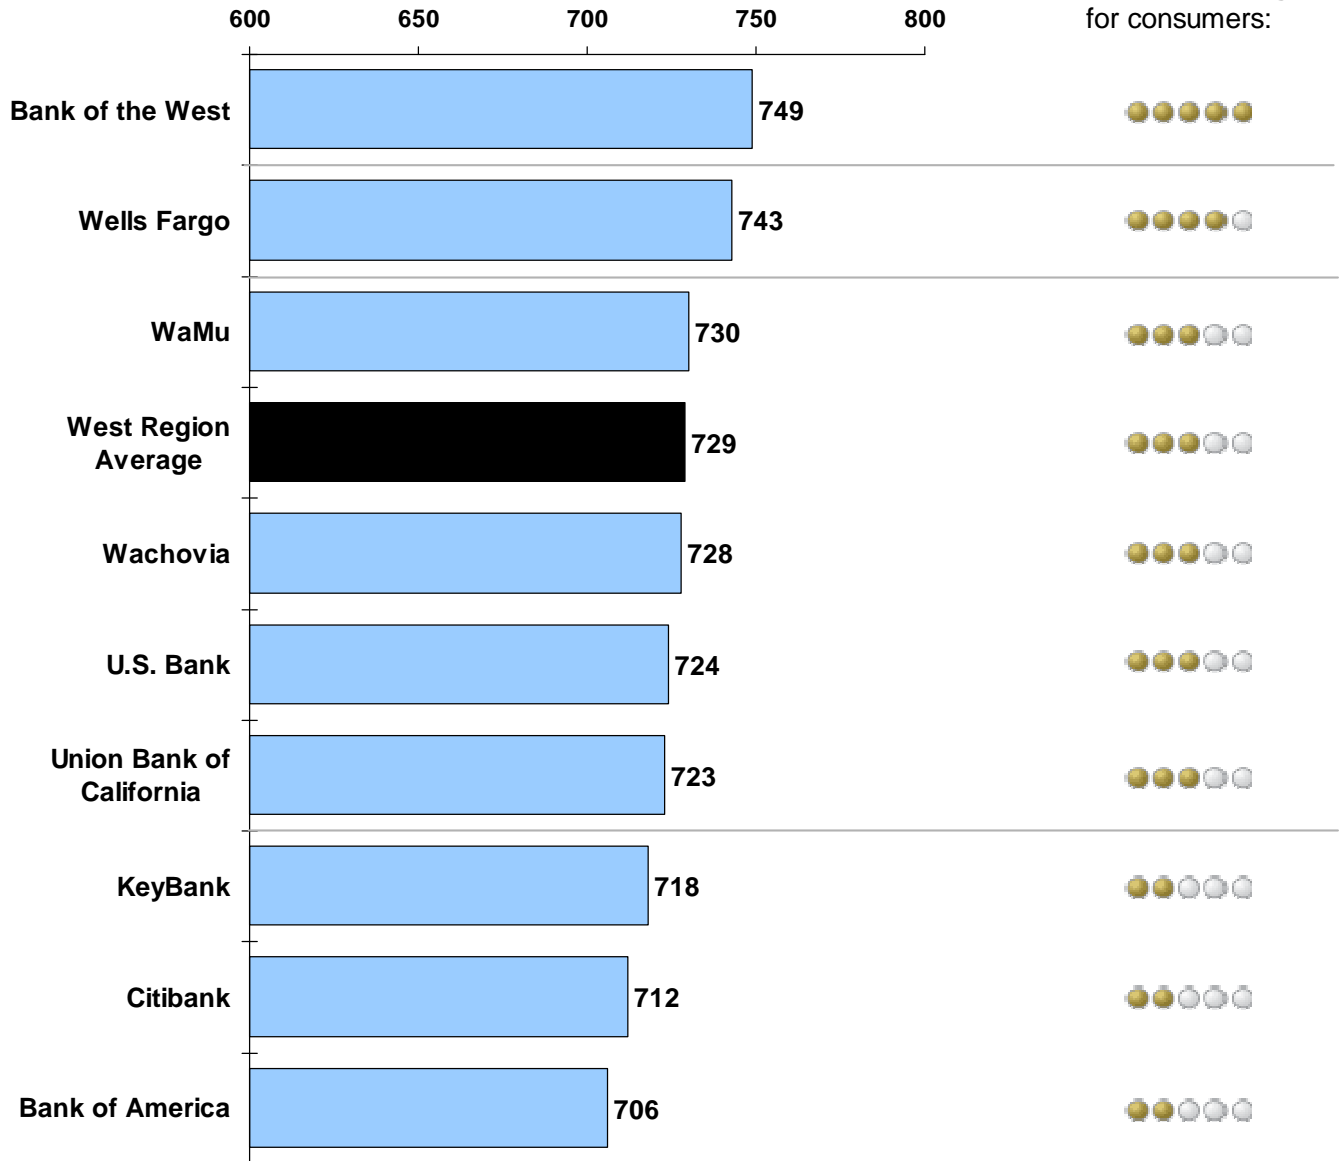 600 650 700 750 800
for consumers:
Bank of the West 749
Wells Fargo 743
WaMu 730
West Region
Average 729
Wachovia 728
U.S. Bank 724
Union Bank of
California 723
KeyBank 718
Citibank 712
Bank of America 706